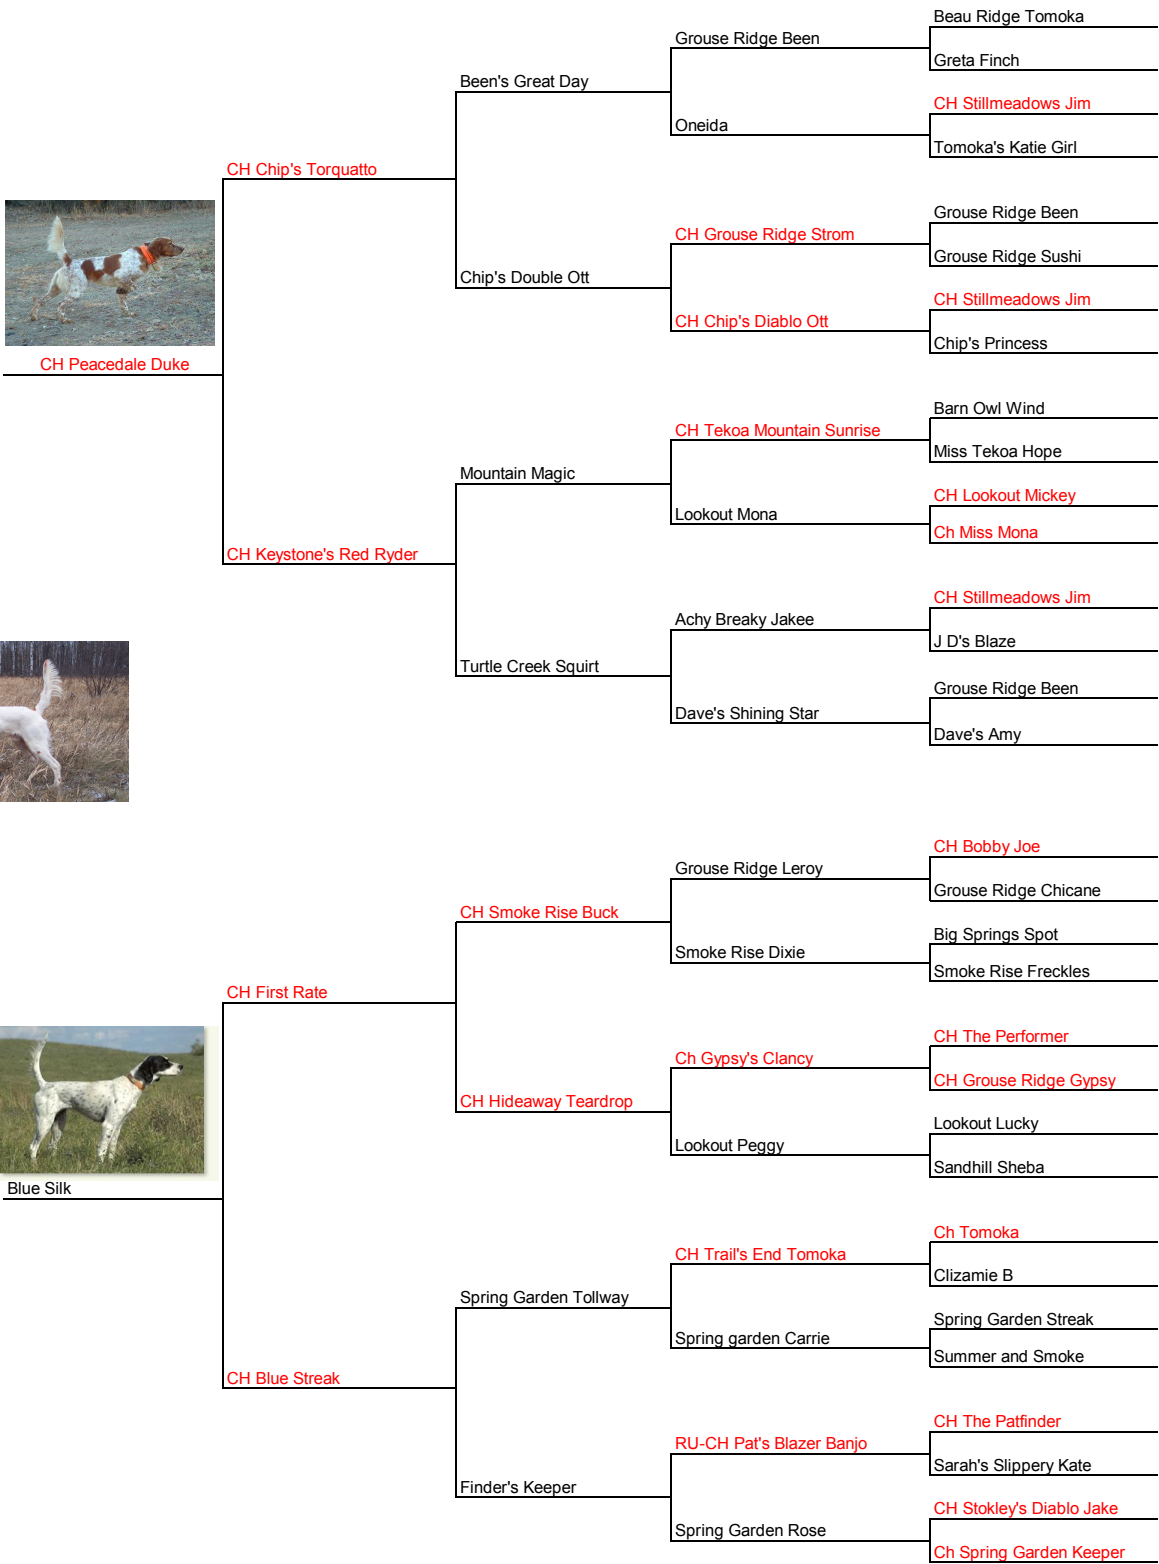 Beau Ridge Tomoka
Grouse Ridge Been
Greta Finch
Been's Great Day
CH Stillmeadows Jim
Oneida
Tomoka's Katie Girl
CH Chip's Torquatto
Grouse Ridge Been
CH Grouse Ridge Strom
Grouse Ridge Sushi
Chip's Double Ott
CH Stillmeadows Jim
CH Chip's Diablo Ott
Chip's Princess
CH Peacedale Duke
Barn Owl Wind
CH Tekoa Mountain Sunrise
Miss Tekoa Hope
Mountain Magic
CH Lookout Mickey
Lookout Mona
Ch Miss Mona
CH Keystone's Red Ryder
CH Stillmeadows Jim
Achy Breaky Jakee
J D's Blaze
Turtle Creek Squirt
Grouse Ridge Been
Dave's Shining Star
Dave's Amy
CH Bobby Joe
Grouse Ridge Leroy
Grouse Ridge Chicane
CH Smoke Rise Buck
Big Springs Spot
Smoke Rise Dixie
Smoke Rise Freckles
CH First Rate
CH The Performer
Ch Gypsy's Clancy
CH Grouse Ridge Gypsy
CH Hideaway Teardrop
Lookout Lucky
Lookout Peggy
Sandhill Sheba
Blue Silk
Ch Tomoka
CH Trail's End Tomoka
Clizamie B
Spring Garden Tollway
Spring Garden Streak
Spring garden Carrie
Summer and Smoke
CH Blue Streak
CH The Patfinder
RU-CH Pat's Blazer Banjo
Sarah's Slippery Kate
Finder's Keeper
CH Stokley's Diablo Jake
Spring Garden Rose
Ch Spring Garden Keeper